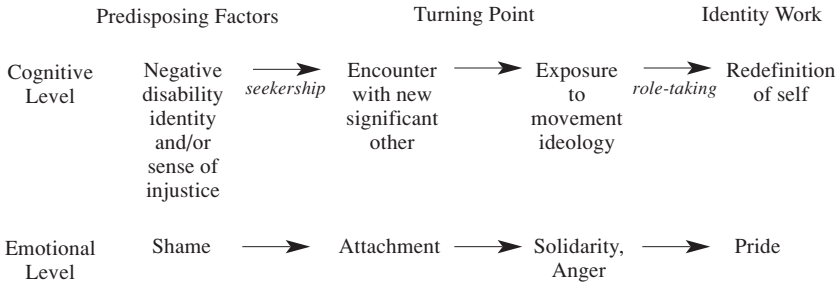 Predisposing Factors Turning Point Identity Work
Cognitive Level
Negative disability identity and/or sense of injustice
seekership
Encounter with new significant other
Exposure to movement ideology
role-taking
Redefinition of self
Emotional Level
Shame
Attachment
Solidarity, Anger
Pride